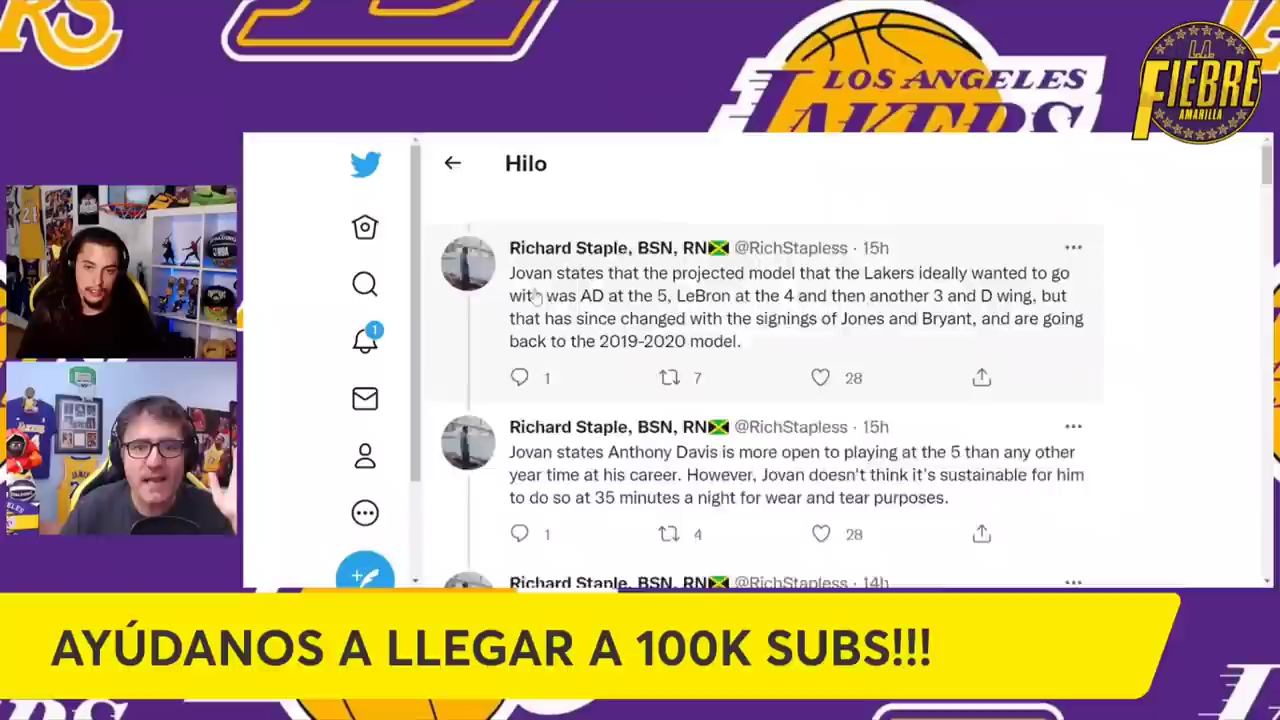 LOS ANGELES
LAKERS
L.A.
FIEBRE
AMARILLA
Hilo
Richard Staple, BSN, RN🇯🇲 @RichStapless · 15h
Jovan states that the projected model that the Lakers ideally wanted to go
with was AD at the 5, LeBron at the 4 and then another 3 and D wing, but
that has since changed with the signings of Jones and Bryant, and are going
back to the 2019-2020 model.
1 7 28
Richard Staple, BSN, RN🇯🇲 @RichStapless · 15h
Jovan states Anthony Davis is more open to playing at the 5 than any other
year time at his career. However, Jovan doesn't think it's sustainable for him
to do so at 35 minutes a night for wear and tear purposes.
1 4 28
Richard Staple, BSN, RN🇯🇲 @RichStapless · 14h
1
21
AYÚDANOS A LLEGAR A 100K SUBS!!!